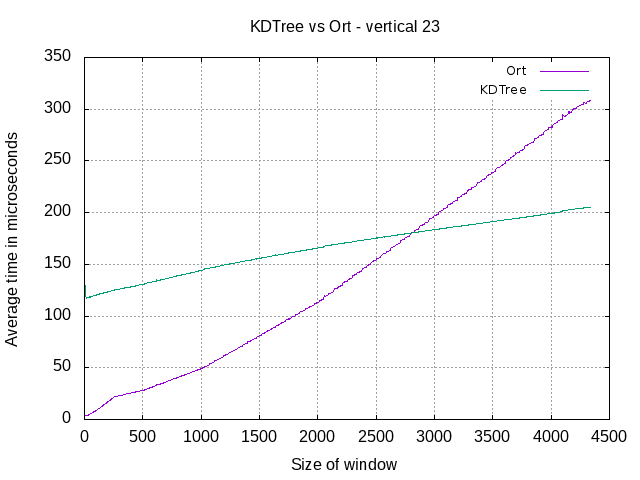 KDTree vs Ort - vertical 23
Ort
KDTree
350
300
250
200
150
100
50
0
Average time in microseconds
0 500 1000 1500 2000 2500 3000 3500 4000 4500
Size of window